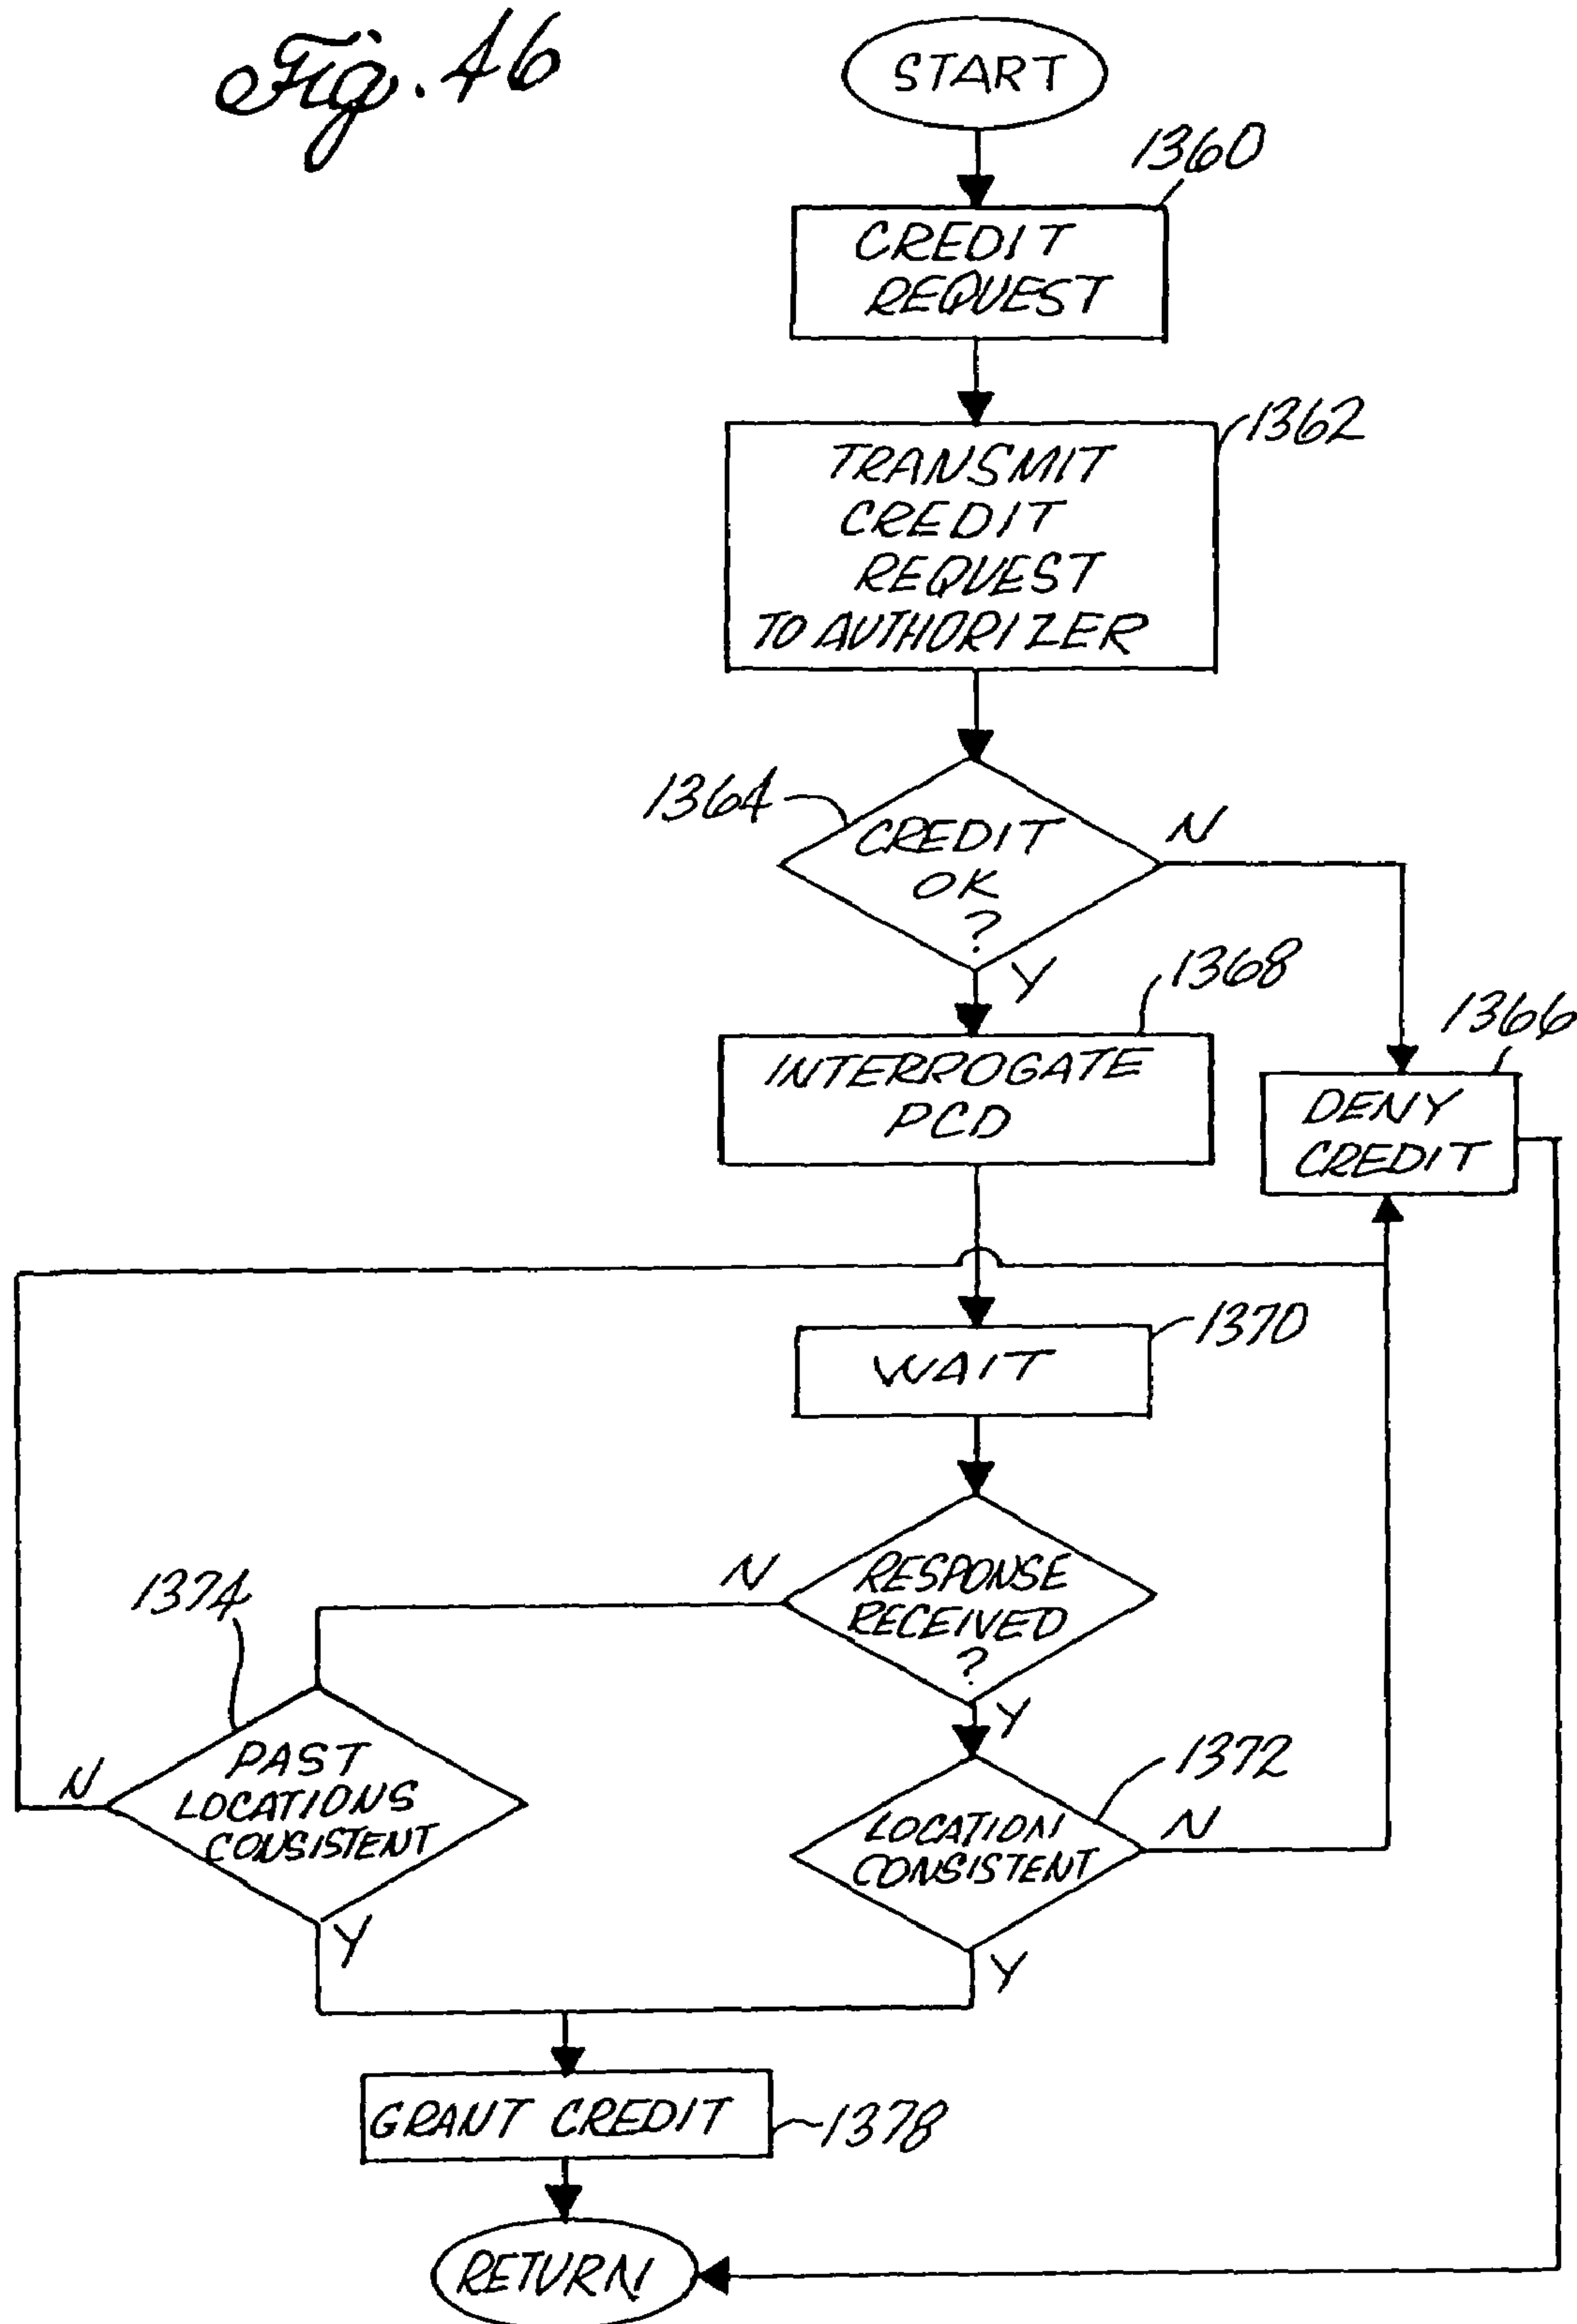 Fig. 46
START
1360
CREDIT
REQUEST
1362
TRANSMIT
CREDIT
REQUEST
TO AUTHORIZER
1364
CREDIT
OK
?
N
Y
1368
INTERROGATE
PCD
1366
DENY
CREDIT
1370
WAIT
RESPONSE
RECEIVED
?
N
Y
1374
PAST
LOCATIONS
CONSISTENT
N
Y
1372
LOCATION
CONSISTENT
N
Y
GRANT CREDIT
1378
RETURN